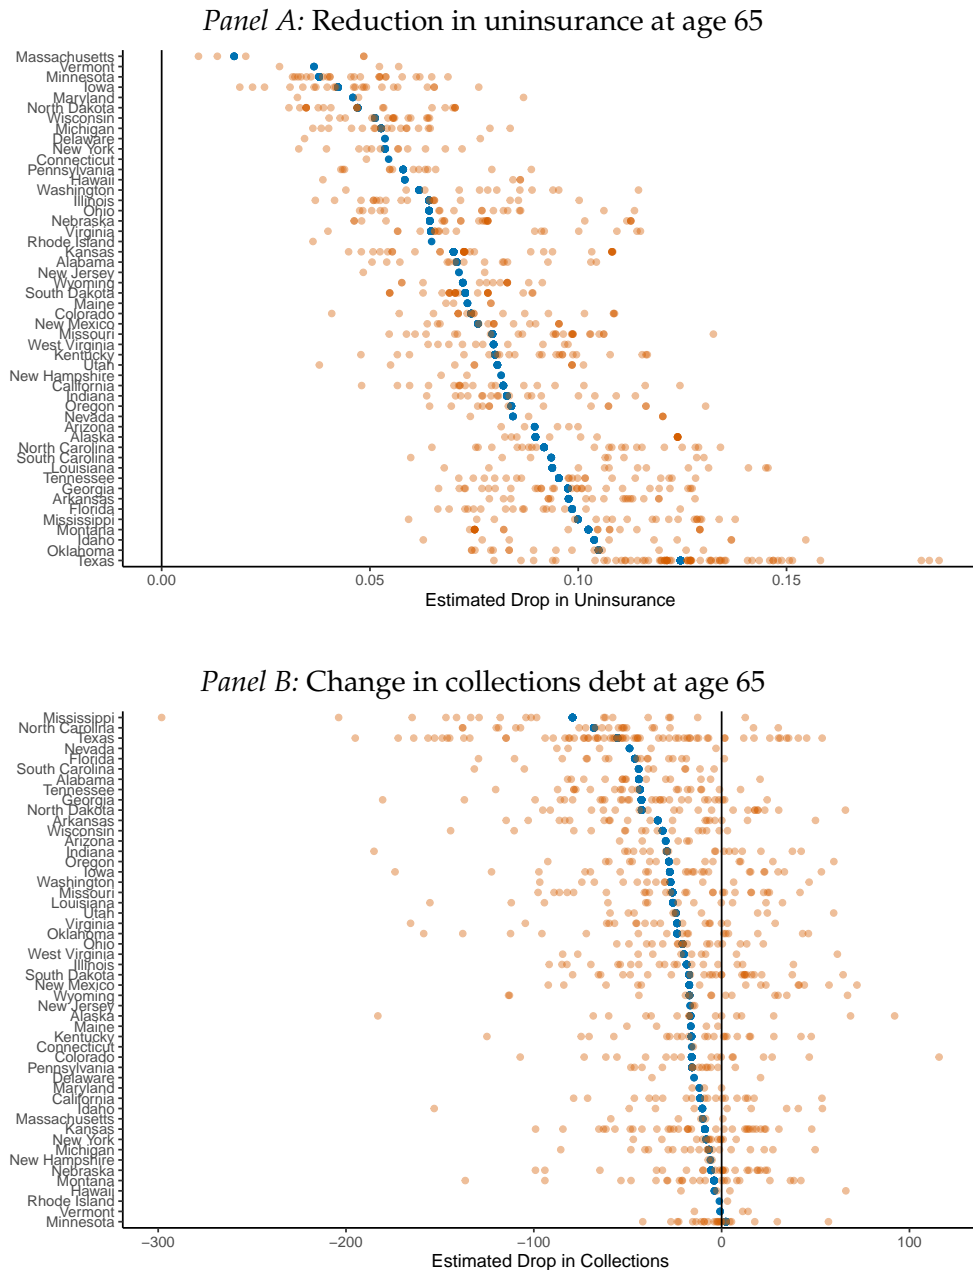 Panel A: Reduction in uninsurance at age 65
Massachusetts
Vermont
Minnesota
Iowa
Maryland
North Dakota
Wisconsin
Michigan
Delaware
New York
Connecticut
Pennsylvania
Hawaii
Washington
Illinois
Ohio
Nebraska
Virginia
Rhode Island
Kansas
Alabama
New Jersey
Wyoming
South Dakota
Maine
Colorado
New Mexico
Missouri
West Virginia
Kentucky
Utah
New Hampshire
California
Indiana
Oregon
Nevada
Arizona
Alaska
North Carolina
South Carolina
Louisiana
Tennessee
Georgia
Arkansas
Florida
Mississippi
Montana
Idaho
Oklahoma
Texas
0.00 0.05 0.10 0.15
Estimated Drop in Uninsurance
Panel B: Change in collections debt at age 65
Mississippi
North Carolina
Texas
Nevada
Florida
South Carolina
Alabama
Tennessee
Georgia
North Dakota
Arkansas
Wisconsin
Arizona
Indiana
Oregon
Iowa
Washington
Missouri
Louisiana
Utah
Virginia
Oklahoma
Ohio
West Virginia
Illinois
South Dakota
New Mexico
Wyoming
New Jersey
Alaska
Maine
Kentucky
Connecticut
Colorado
Pennsylvania
Delaware
Maryland
California
Idaho
Massachusetts
Kansas
New York
Michigan
New Hampshire
Nebraska
Montana
Hawaii
Rhode Island
Vermont
Minnesota
−300 −200 −100 0 100
Estimated Drop in Collections